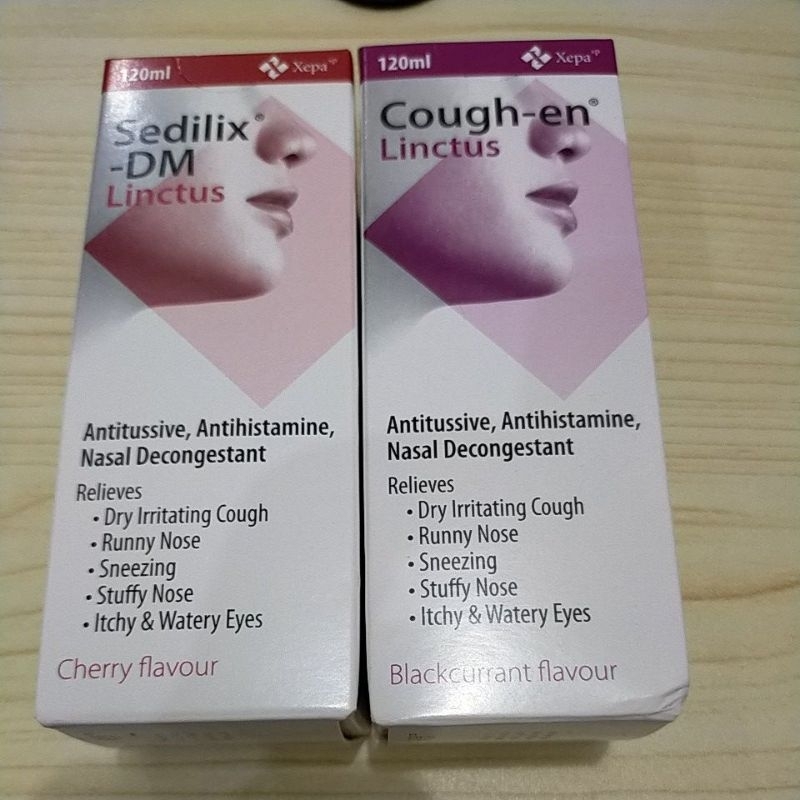 120ml
Xepa
Sedilix®
-DM
Linctus
Antitussive, Antihistamine,
Nasal Decongestant
Relieves
• Dry Irritating Cough
• Runny Nose
• Sneezing
• Stuffy Nose
• Itchy & Watery Eyes
Cherry flavour
120ml
Xepa
Cough-en®
Linctus
Antitussive, Antihistamine,
Nasal Decongestant
Relieves
• Dry Irritating Cough
• Runny Nose
• Sneezing
• Stuffy Nose
• Itchy & Watery Eyes
Blackcurrant flavour